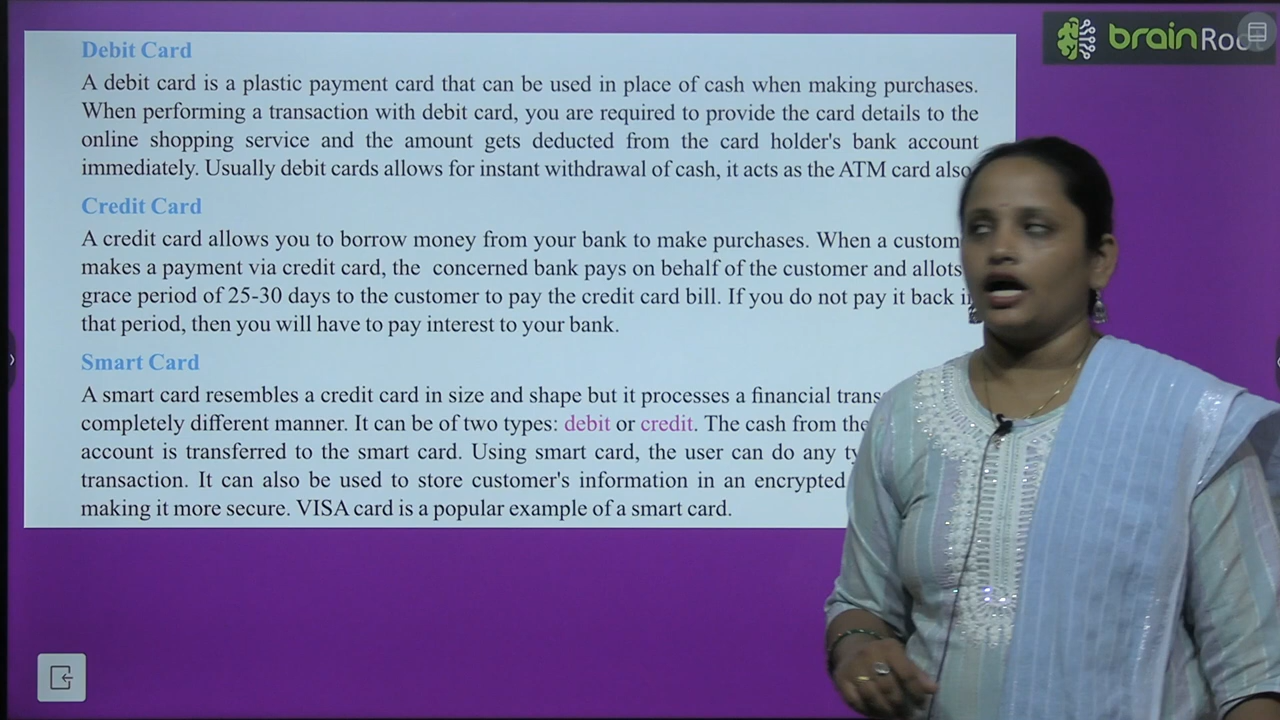 brainRoo
Debit Card
A debit card is a plastic payment card that can be used in place of cash when making purchases.
When performing a transaction with debit card, you are required to provide the card details to the
online shopping service and the amount gets deducted from the card holder's bank account
immediately. Usually debit cards allows for instant withdrawal of cash, it acts as the ATM card also
Credit Card
A credit card allows you to borrow money from your bank to make purchases. When a custom
makes a payment via credit card, the concerned bank pays on behalf of the customer and allots
grace period of 25-30 days to the customer to pay the credit card bill. If you do not pay it back i
that period, then you will have to pay interest to your bank.
Smart Card
A smart card resembles a credit card in size and shape but it processes a financial trans
completely different manner. It can be of two types: debit or credit. The cash from the
account is transferred to the smart card. Using smart card, the user can do any ty
transaction. It can also be used to store customer's information in an encrypted
making it more secure. VISA card is a popular example of a smart card.